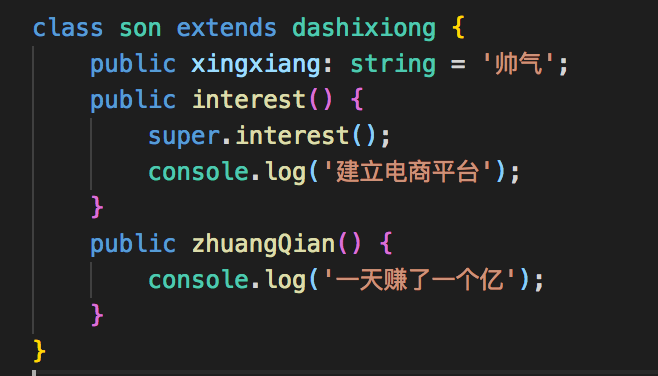 class son extends dashixiong {
public xingxiang: string = '帅气';
public interest() {
super.interest();
console.log('建立电商平台');
}
public zhuangQian() {
console.log('一天赚了一个亿');
}
}